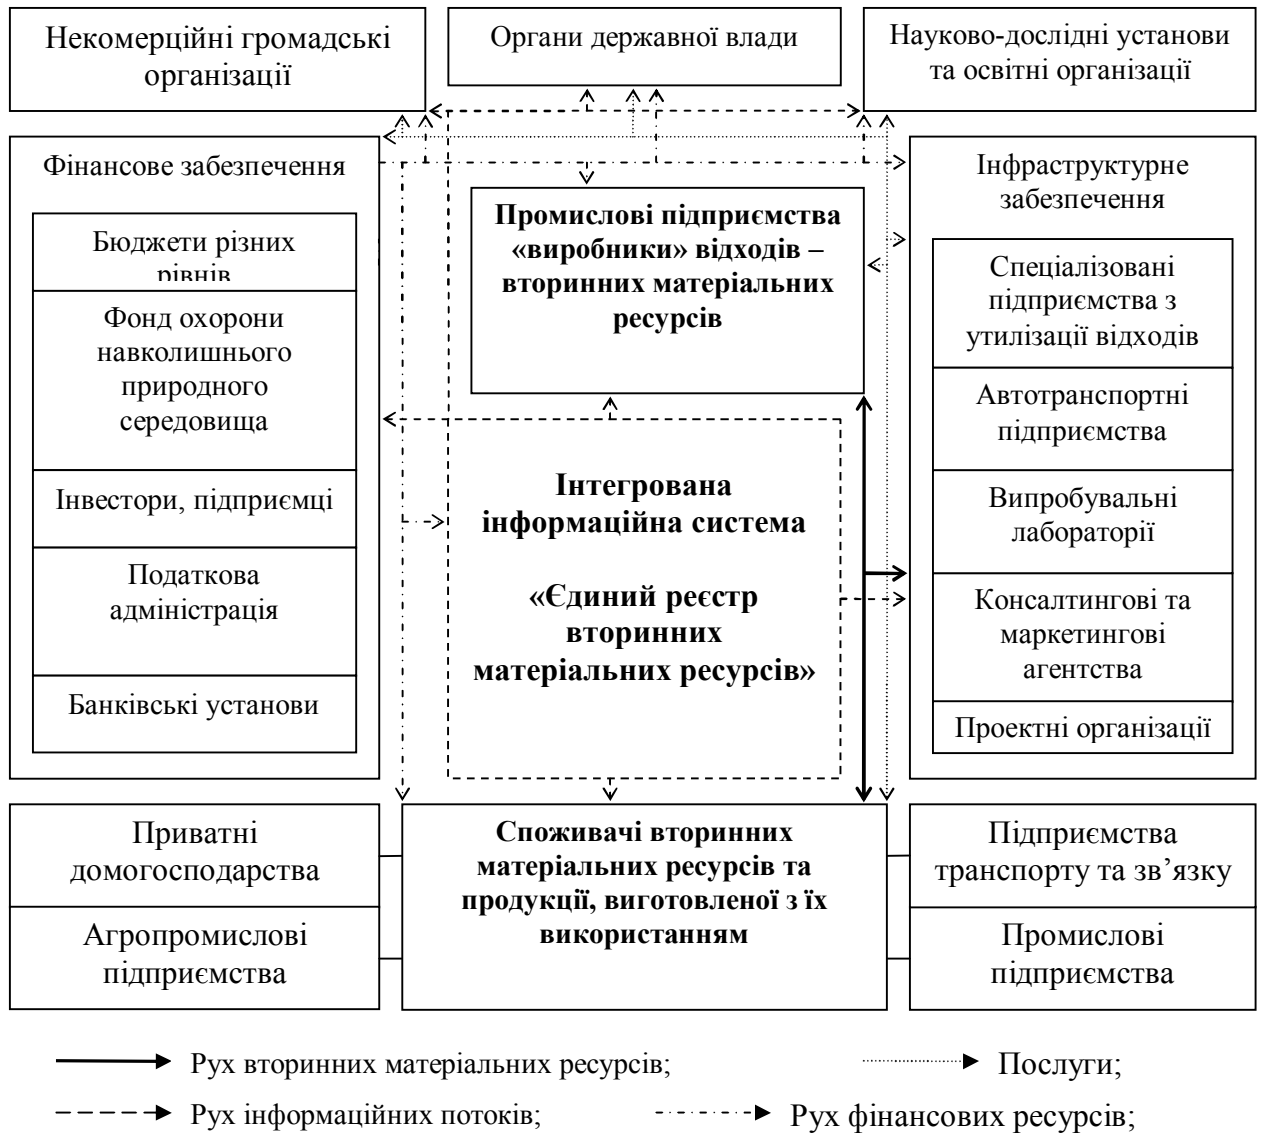 Некомерційні громадські
організації
Органи державної влади
Науково-дослідні установи
та освітні організації
Фінансове забезпечення
Бюджети різних
рівнів
Фонд охорони
навколишнього
природного
середовища
Інвестори, підприємці
Податкова
адміністрація
Банківські установи
Промислові підприємства
«виробники» відходів –
вторинних матеріальних
ресурсів
Інтегрована
інформаційна система
«Єдиний реєстр
вторинних
матеріальних ресурсів»
Інфраструктурне
забезпечення
Спеціалізовані
підприємства з
утилізації відходів
Автотранспортні
підприємства
Випробувальні
лабораторії
Консалтингові та
маркетингові
агентства
Проектні організації
Приватні
домогосподарства
Агропромислові
підприємства
Споживачі вторинних
матеріальних ресурсів та
продукції, виготовленої з їх
використанням
Підприємства
транспорту та зв’язку
Промислові
підприємства
Рух вторинних матеріальних ресурсів;
Послуги;
Рух інформаційних потоків;
Рух фінансових ресурсів;